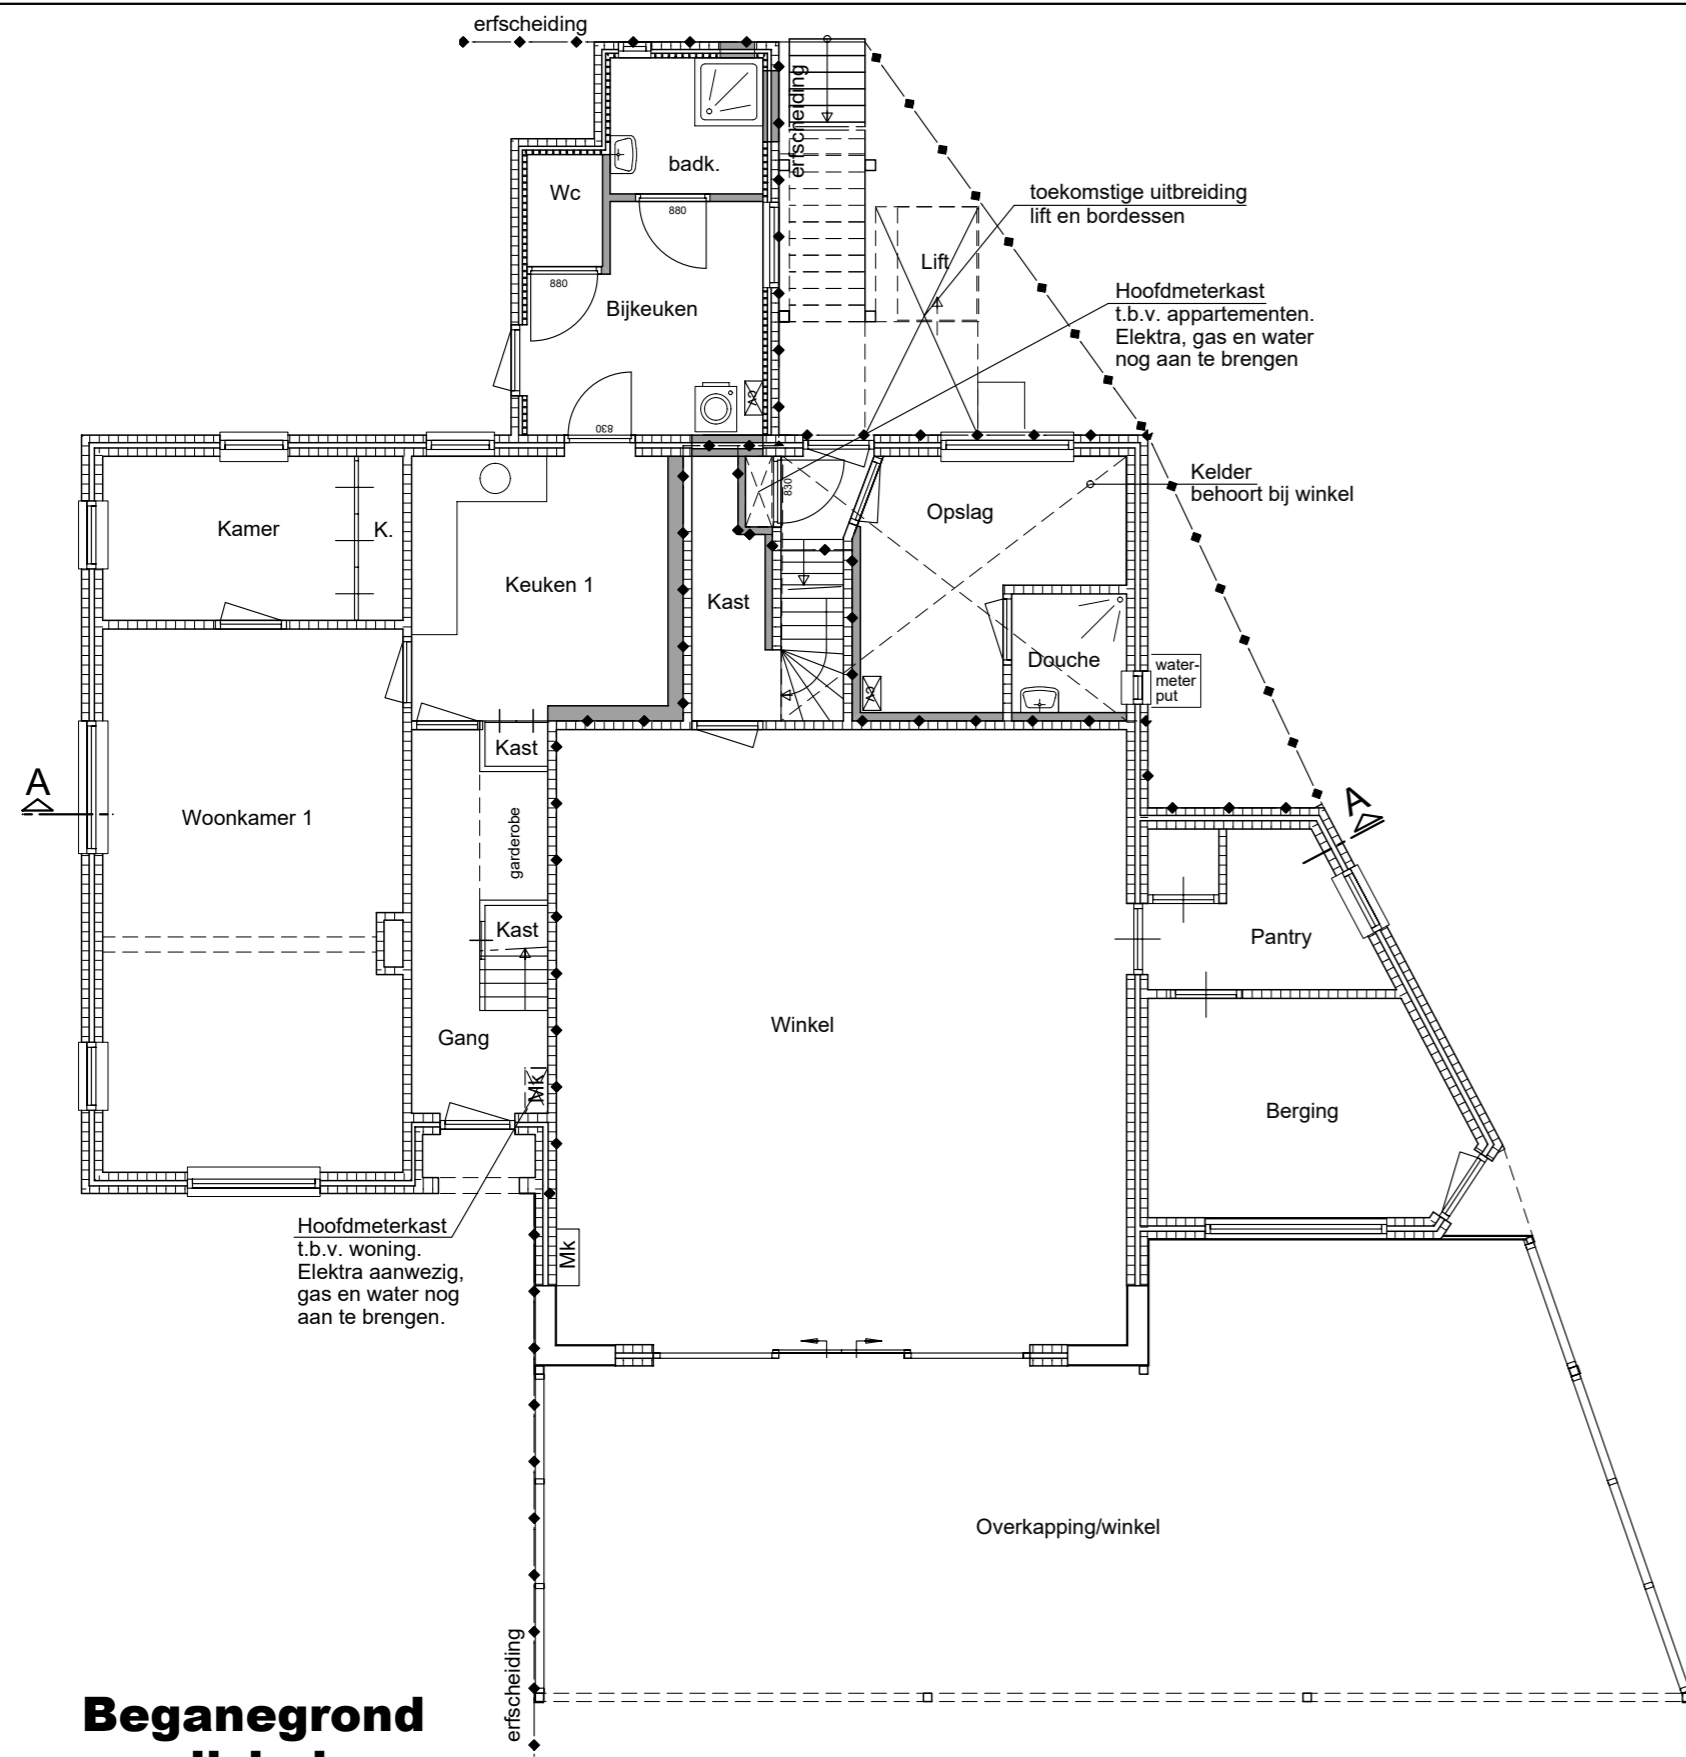 erfscheiding
erfscheiding
badk.
Wc
880
880
Bijkeuken
toekomstige uitbreiding
lift en bordessen
Lift
Hoofdmeterkast
t.b.v. appartementen.
Elektra, gas en water
nog aan te brengen
CV
830
830
Kelder
behoort bij winkel
Kamer
K.
Keuken 1
Kast
Opslag
Douche
CV
water-
meter
put
Kast
garderobe
Kast
A
Woonkamer 1
A
Pantry
Winkel
Gang
Mk
Berging
Hoofdmeterkast
t.b.v. woning.
Elektra aanwezig,
gas en water nog
aan te brengen.
Mk
Overkapping/winkel
erfscheiding
Beganegrond